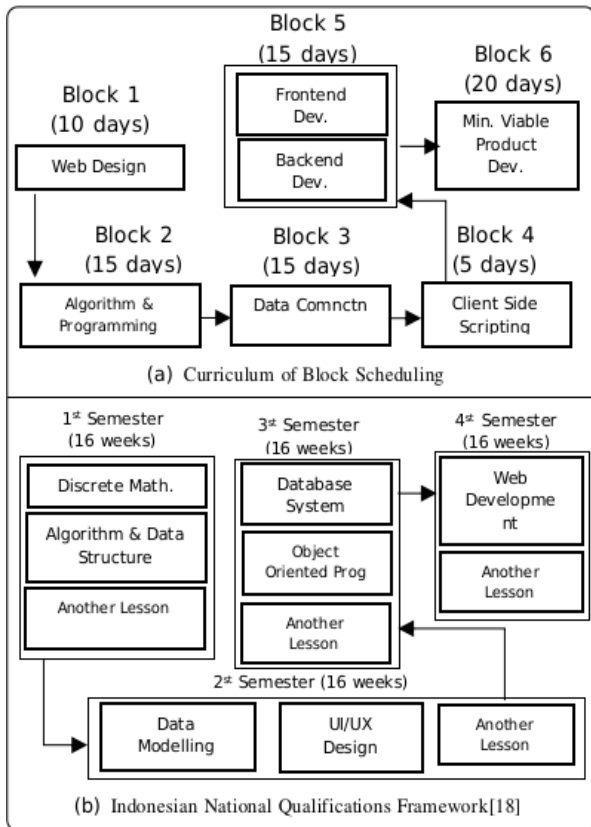 Block 1
(10 days)
Web Design
Block 2
(15 days)
Algorithm &
Programming
Block 3
(15 days)
Data Comnctn
Block 4
(5 days)
Client Side
Scripting
Block 5
(15 days)
Frontend
Dev.
Backend
Dev.
Block 6
(20 days)
Min. Viable
Product
Dev.
(a) Curriculum of Block Scheduling
1st Semester
(16 weeks)
Discrete Math.
Algorithm & Data
Structure
Another Lesson
2st Semester (16 weeks)
Data
Modelling
UI/UX
Design
Another
Lesson
3st Semester
(16 weeks)
Database
System
Object
Oriented Prog
Another
Lesson
4st Semester
(16 weeks)
Web
Developme
nt
Another
Lesson
(b) Indonesian National Qualifications Framework[18]